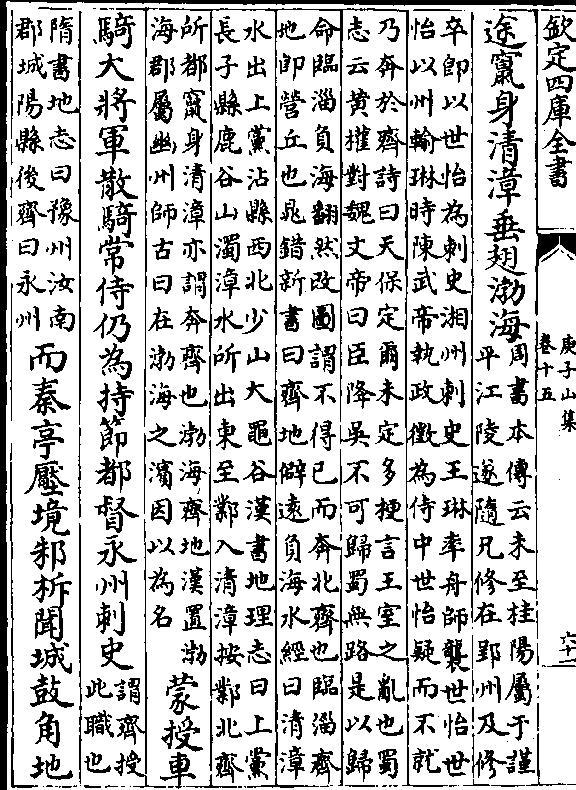 欽定四庫全書
庚子山集
卷十五
六十一
途竄身清漳垂翅渤海
周書本傳云未至桂陽屬于謹
平江陵遂隨兄修在郢州及修
卒即以世怡為刺史湘州刺史王琳率舟師襲世怡世
怡以州輸琳時陳武帝執政徵為侍中世怡疑而不就
乃奔於齊詩曰天保定爾未定多梗言王室之亂也蜀
志云黄權對魏文帝曰臣降吳不可歸蜀無路是以歸
命臨淄負海翻然改圖謂不得已而奔北齊也臨淄齊
地即營丘也晁錯新書曰齊地僻遠負海水經曰清漳
水出上黨沾縣西北少山大黽谷漢書地理志曰上黨
長子縣鹿谷山濁漳水所出東至鄴入清漳按鄴北齊
所都竄身清漳亦謂奔齊也渤海齊地漢置渤
海郡屬幽州師古曰在渤海之濱因以為名
蒙授車
騎大將軍散騎常侍仍為持節都督永州刺史
謂齊授
此職也
隋書地志曰豫州汝南
郡城陽縣後齊曰永州
而秦亭壓境邾柝聞城鼓角地